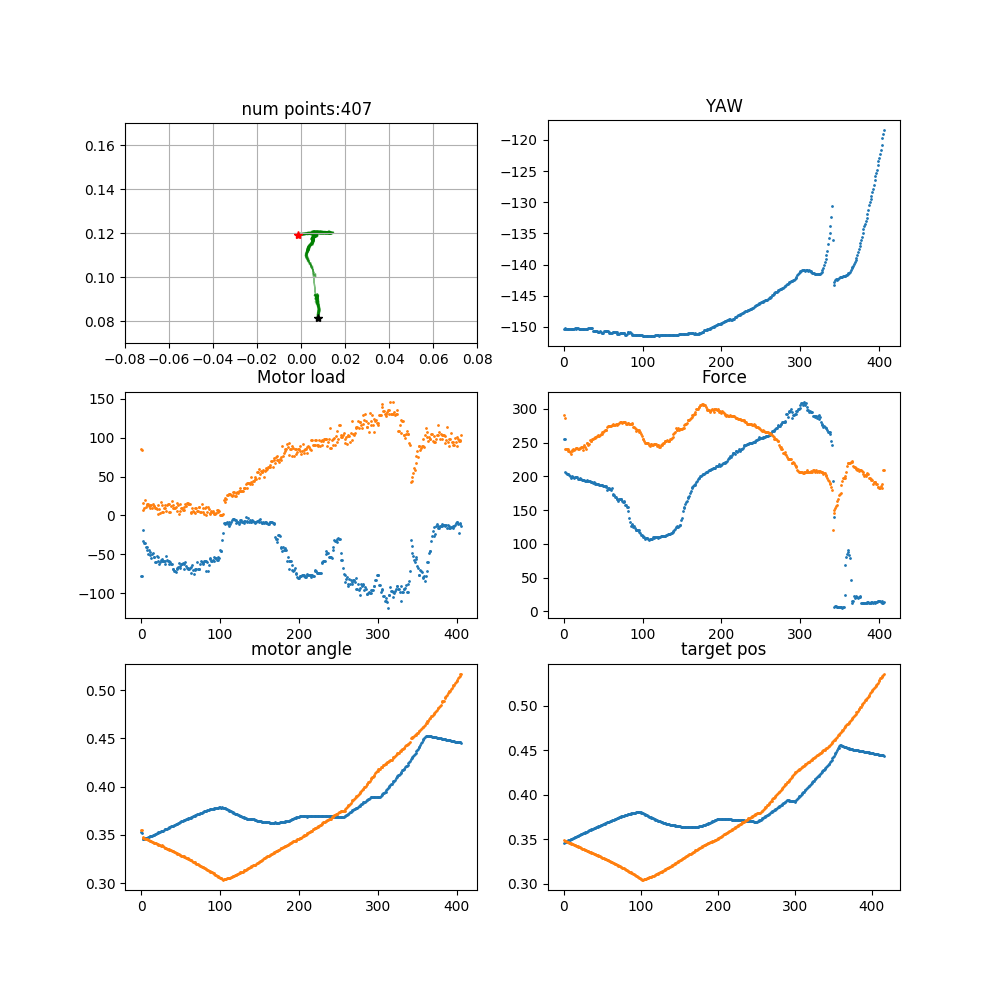 num points:407
YAW
0.16
0.14
0.12
0.10
0.08
−0.08 −0.06 −0.04 −0.02 0.00 0.02 0.04 0.06 0.08
−120
−125
−130
−135
−140
−145
−150
0 100 200 300 400
Motor load
Force
150
100
50
0
−50
−100
0 100 200 300 400
300
250
200
150
100
50
0
0 100 200 300 400
motor angle
target pos
0.50
0.45
0.40
0.35
0.30
0 100 200 300 400
0.50
0.45
0.40
0.35
0.30
0 100 200 300 400